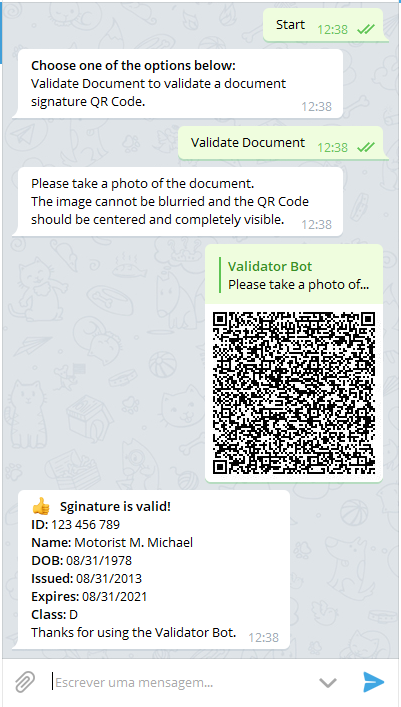 Start 12:38
Choose one of the options below:
Validate Document to validate a document
signature QR Code.
12:38
Validate Document 12:38
Please take a photo of the document.
The image cannot be blurried and the QR Code
should be centered and completely visible. 12:38
Validator Bot
Please take a photo of...
👍 Sginature is valid!
ID: 123 456 789
Name: Motorist M. Michael
DOB: 08/31/1978
Issued: 08/31/2013
Expires: 08/31/2021
Class: D
Thanks for using the Validator Bot. 12:38
Escrever uma mensagem...